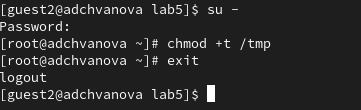 [guest2@adchvanova lab5]$ su -
Password:
[root@adchvanova ~]# chmod +t /tmp
[root@adchvanova ~]# exit
logout
[guest2@adchvanova lab5]$